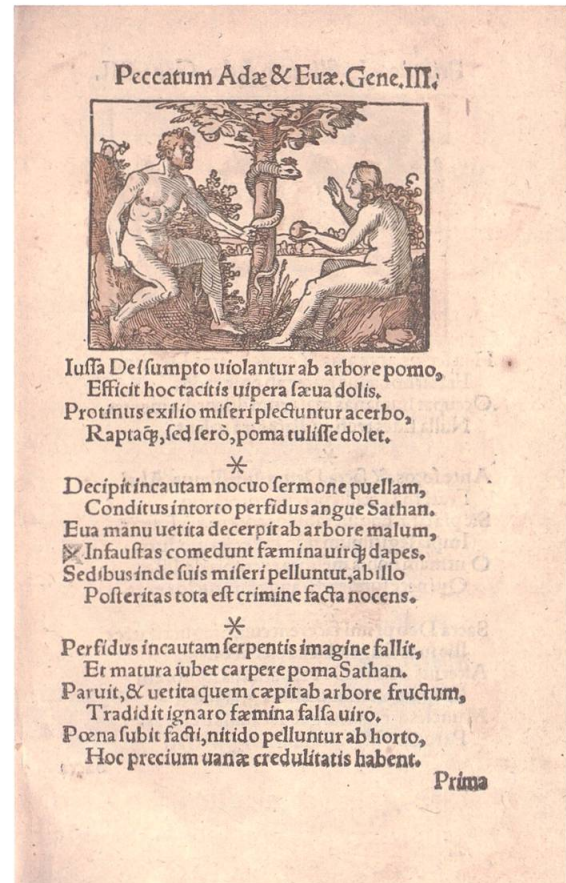 Peccatum Adæ & Euæ. Gene. III.
Iussa Dei sumpto uiolantur ab arbore pomo,
Efficit hoc tacitis uipera sæua dolis.
Protinus exilio miseri plectuntur acerbo,
Raptaq́;, sed serò, poma tulisse dolet.
*
Decipit incautam nocuo sermone puellam,
Conditus intorto perfidus angue Sathan.
Eua manu uetita decerpit ab arbore malum,
Infaustas comedunt fæmina uirq́; dapes.
Sedibus inde suis miseri pelluntut, ab illo
Posteritas tota est crimine facta nocens.
*
Perfidus incautam serpentis imagine fallit,
Et matura iubet carpere poma Sathan.
Paruit, & uetita quem cæpit ab arbore fructum,
Tradidit ignaro fæmina falsa uiro.
Pœna subit facti, nitido pelluntur ab horto,
Hoc precium uanæ credulitatis habent.
Prima